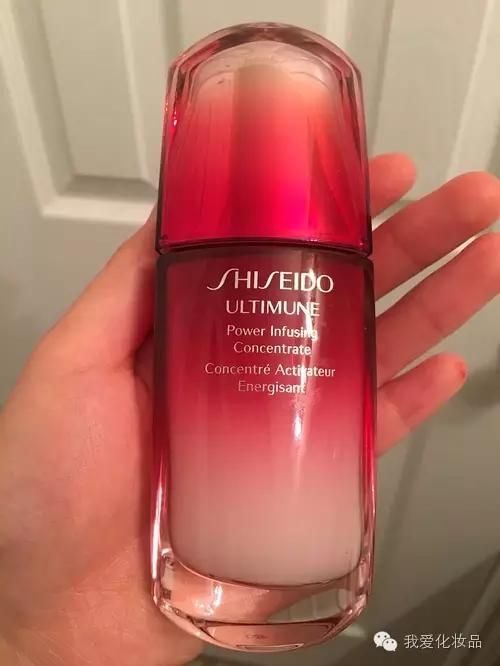 SHISEIDO
ULTIMUNE
Power Infusing
Concentrate
Concentré Activateur
Energisant
我爱化妆品